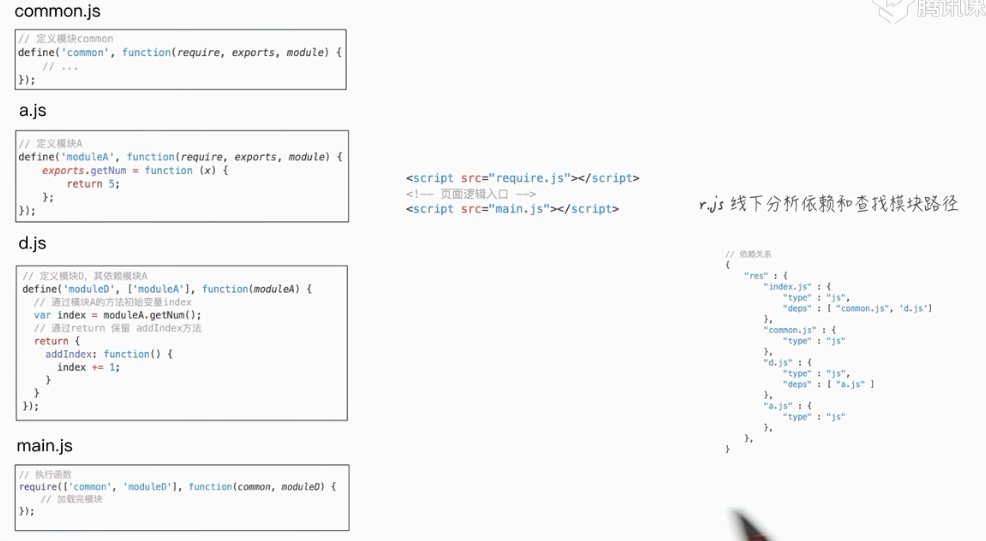 common.js
// 定义模块common
define('common', function(require, exports, module) {
// ...
});
a.js
// 定义模块A
define('moduleA', function(require, exports, module) {
exports.getNum = function (x) {
return 5;
};
});
d.js
// 定义模块D, 其依赖模块A
define('moduleD', ['moduleA'], function(moduleA) {
// 通过模块A的方法初始变量index
var index = moduleA.getNum();
// 通过return 保留 addIndex方法
return {
addIndex: function() {
index += 1;
}
}
});
main.js
// 执行函数
require(['common', 'moduleD'], function(common, moduleD) {
// 加载完模块
});
<script src="require.js"></script>
<!-- 页面逻辑入口 -->
<script src="main.js"></script>
腾讯课
r.js 线下分析依赖和查找模块路径
// 依赖关系
{
"res" : {
"index.js" : {
"type" : "js",
"deps" : [ "common.js", 'd.js']
},
"common.js" : {
"type" : "js"
},
"d.js" : {
"type" : "js",
"deps" : [ "a.js" ]
},
"a.js" : {
"type" : "js"
},
},
}